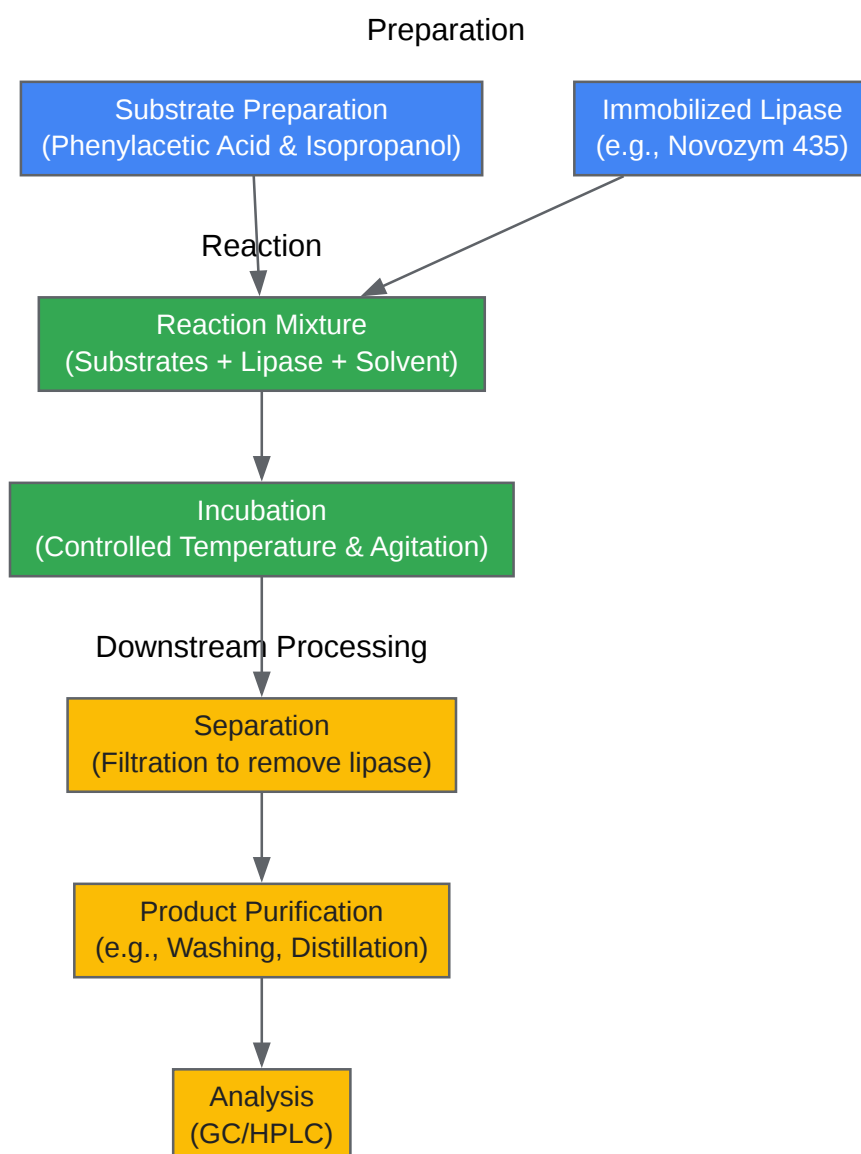 Preparation
Substrate Preparation
(Phenylacetic Acid & Isopropanol)
Immobilized Lipase
(e.g., Novozym 435)
Reaction
Reaction Mixture
(Substrates + Lipase + Solvent)
Incubation
(Controlled Temperature & Agitation)
Downstream Processing
Separation
(Filtration to remove lipase)
Product Purification
(e.g., Washing, Distillation)
Analysis
(GC/HPLC)